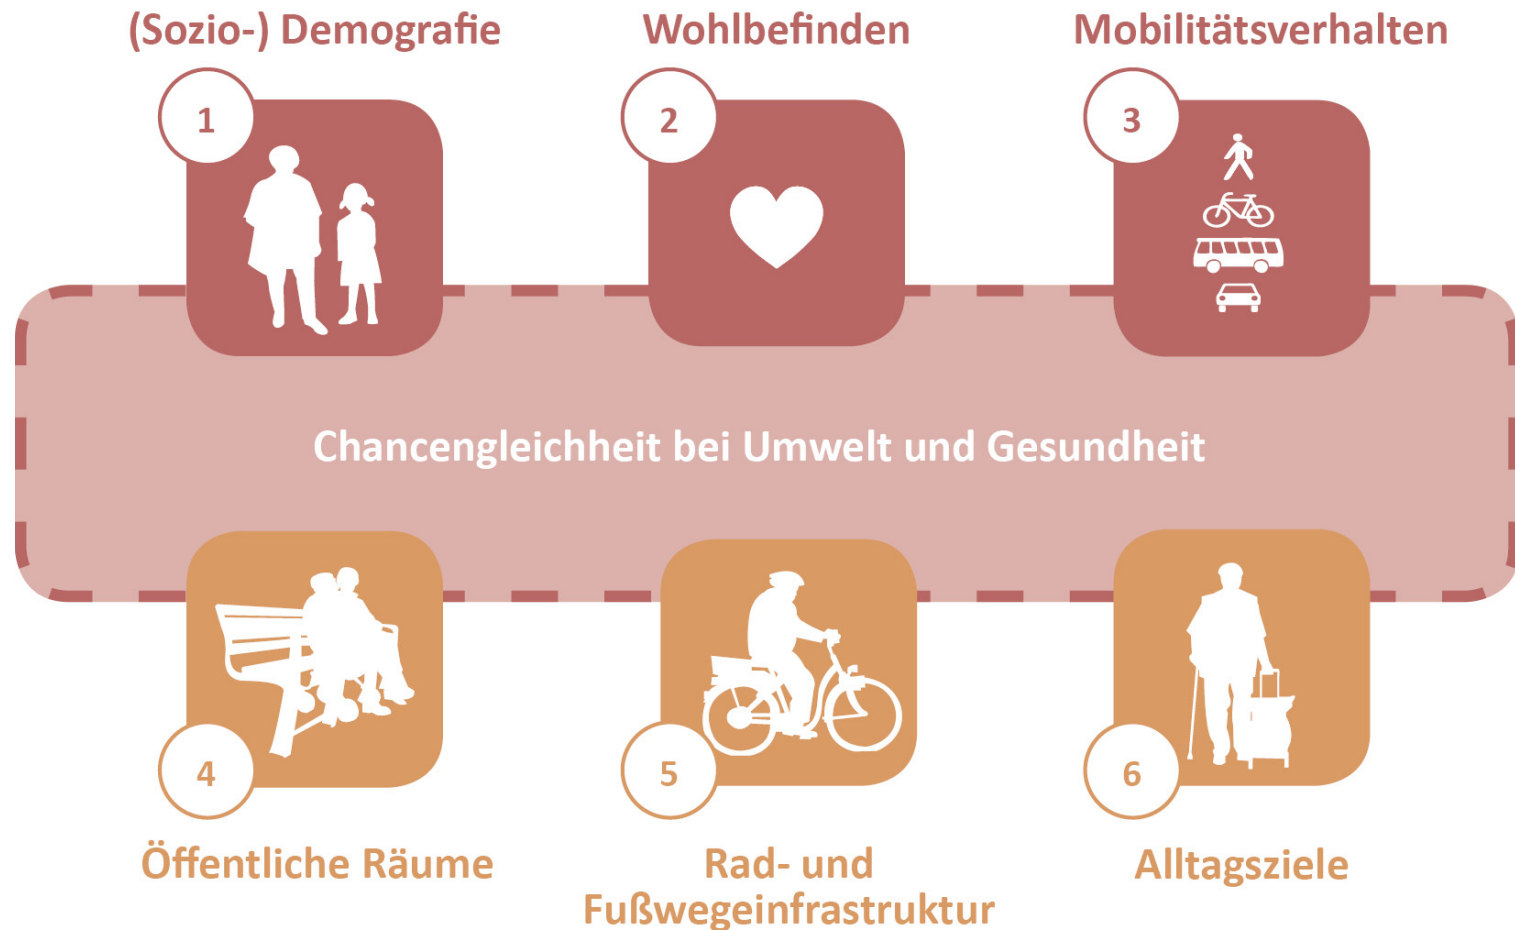 (Sozio-) Demografie
Wohlbefinden
Mobilitätsverhalten
1
2
3
Chancengleichheit bei Umwelt und Gesundheit
4
5
6
Öffentliche Räume
Rad- und
Fußwegeinfrastruktur
Alltagsziele